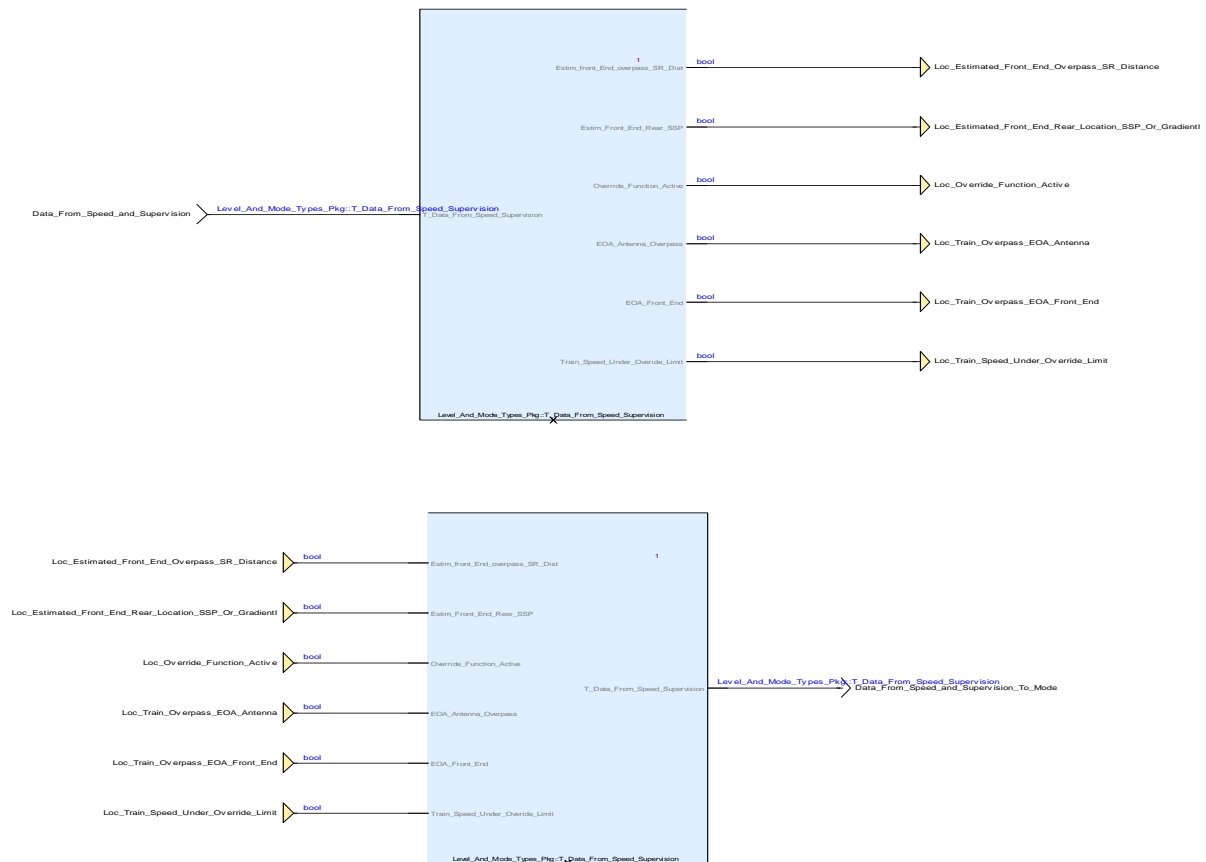 1
Estim_front_End_overpass_SR_Dist bool Loc_Estimated_Front_End_Overpass_SR_Distance
Estim_Front_End_Rear_SSP bool Loc_Estimated_Front_End_Rear_Location_SSP_Or_Gradientl
Override_Function_Active bool Loc_Override_Function_Active
Data_From_Speed_and_Supervision Level_And_Mode_Types_Pkg::T_Data_From_Speed_Supervision
T_Data_From_Speed_Supervision
EOA_Antenna_Overpass bool Loc_Train_Overpass_EOA_Antenna
EOA_Front_End bool Loc_Train_Overpass_EOA_Front_End
Train_Speed_Under_Overide_Limit bool Loc_Train_Speed_Under_Override_Limit
Level_And_Mode_Types_Pkg::T_Data_From_Speed_Supervision
1
Loc_Estimated_Front_End_Overpass_SR_Distance bool Estim_front_End_overpass_SR_Dist
Loc_Estimated_Front_End_Rear_Location_SSP_Or_Gradientl bool Estim_Front_End_Rear_SSP
Loc_Override_Function_Active bool Override_Function_Active
T_Data_From_Speed_Supervision Level_And_Mode_Types_Pkg::T_Data_From_Speed_Supervision
Data_From_Speed_and_Supervision_To_Mode
Loc_Train_Overpass_EOA_Antenna bool EOA_Antenna_Overpass
Loc_Train_Overpass_EOA_Front_End bool EOA_Front_End
Loc_Train_Speed_Under_Override_Limit bool Train_Speed_Under_Overide_Limit
Level_And_Mode_Types_Pkg::T_Data_From_Speed_Supervision